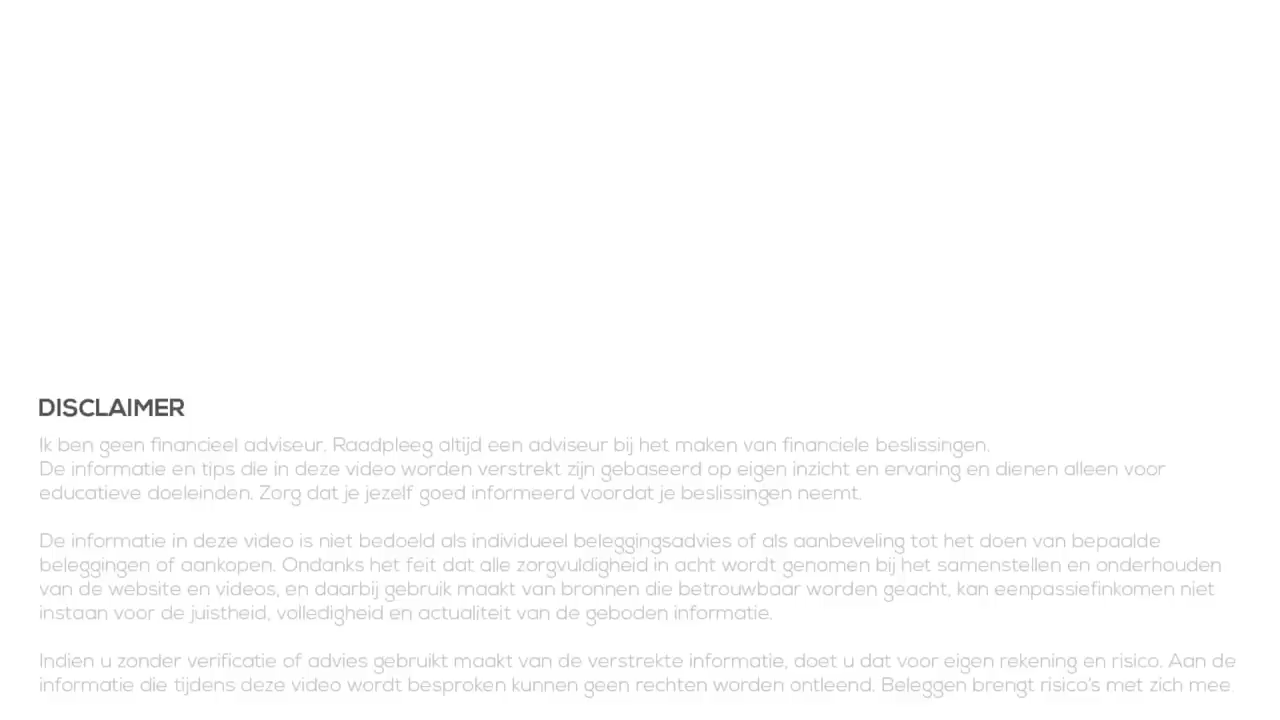 DISCLAIMER
Ik ben geen financieel adviseur. Raadpleeg altijd een adviseur bij het maken van financiele beslissingen.
De informatie en tips die in deze video worden verstrekt zijn gebaseerd op eigen inzicht en ervaring en dienen alleen voor
educatieve doeleinden. Zorg dat je jezelf goed informeerd voordat je beslissingen neemt.
De informatie in deze video is niet bedoeld als individueel beleggingsadvies of als aanbeveling tot het doen van bepaalde
beleggingen of aankopen. Ondanks het feit dat alle zorgvuldigheid in acht wordt genomen bij het samenstellen en onderhouden
van de website en videos, en daarbij gebruik maakt van bronnen die betrouwbaar worden geacht, kan eenpassiefinkomen niet
instaan voor de juistheid, volledigheid en actualiteit van de geboden informatie.
Indien u zonder verificatie of advies gebruikt maakt van de verstrekte informatie, doet u dat voor eigen rekening en risico. Aan de
informatie die tijdens deze video wordt besproken kunnen geen rechten worden ontleend. Beleggen brengt risico's met zich mee.